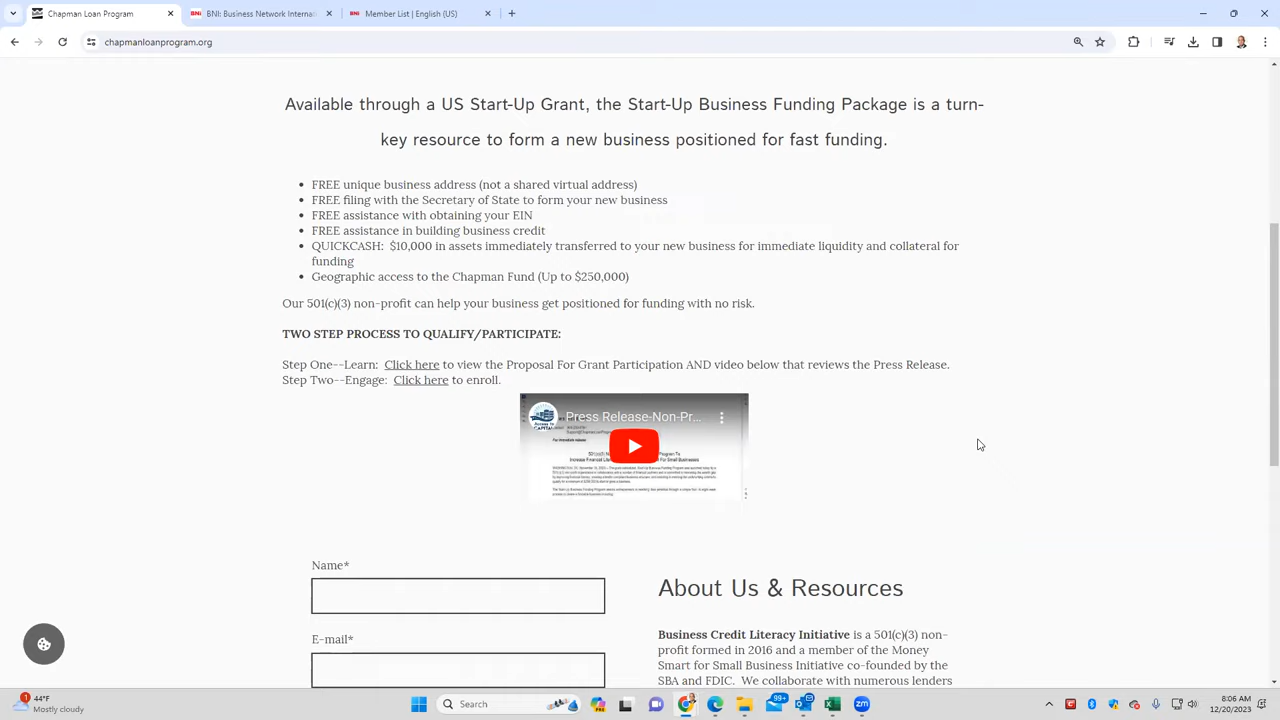 Chapman Loan Program
BNI: Business Network Internati
Member List | English (US)
chapmanloanprogram.org
Available through a US Start-Up Grant, the Start-Up Business Funding Package is a turn-
key resource to form a new business positioned for fast funding.
FREE unique business address (not a shared virtual address)
FREE filing with the Secretary of State to form your new business
FREE assistance with obtaining your EIN
FREE assistance in building business credit
QUICKCASH: $10,000 in assets immediately transferred to your new business for immediate liquidity and collateral for
funding
Geographic access to the Chapman Fund (Up to $250,000)
Our 501(c)(3) non-profit can help your business get positioned for funding with no risk.
TWO STEP PROCESS TO QUALIFY/PARTICIPATE:
Step One--Learn: Click here to view the Proposal For Grant Participation AND video below that reviews the Press Release.
Step Two--Engage: Click here to enroll.
Press Release-Non-Pr...
Name*
About Us & Resources
Business Credit Literacy Initiative is a 501(c)(3) non-
profit formed in 2016 and a member of the Money
E-mail*
Smart for Small Business Initiative co-founded by the
SBA and FDIC. We collaborate with numerous lenders
1
44°F
Mostly cloudy
Search
99+
8:06 AM
12/20/2023